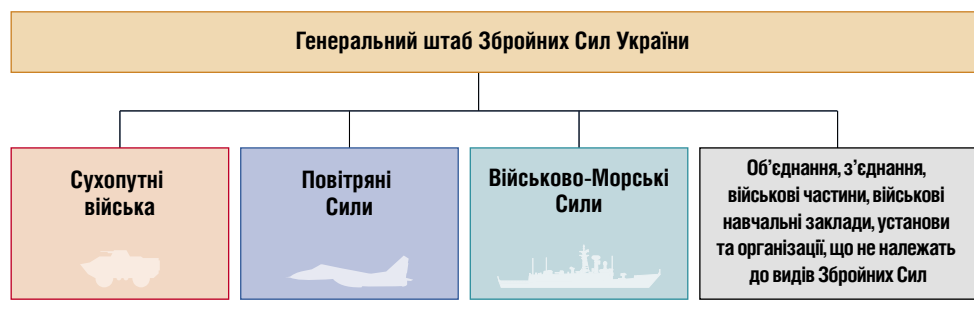 Генеральний штаб Збройних Сил України
Сухопутні
війська
Повітряні
Сили
Військово-Морські
Сили
Об’єднання, з’єднання,
військові частини, військові
навчальні заклади, установи
та організації, що не належать
до видів Збройних Сил